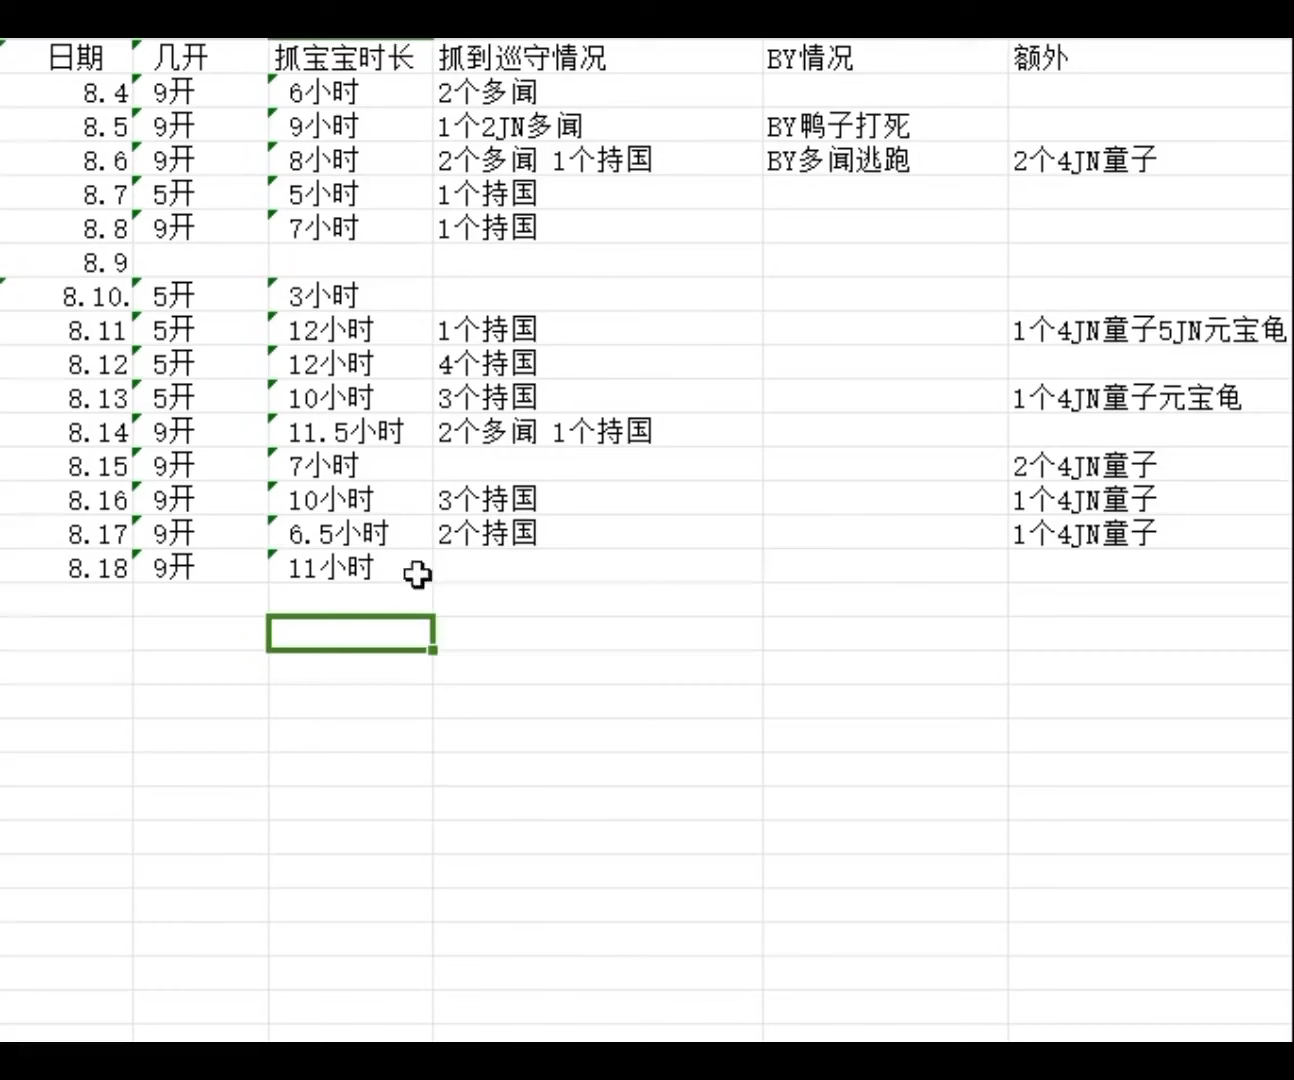 日期 几开 抓宝宝时长 抓到巡守情况 BY情况 额外
8.4 9开 6小时 2个多闻
8.5 9开 9小时 1个2JN多闻 BY鸭子打死
8.6 9开 8小时 2个多闻 1个持国 BY多闻逃跑 2个4JN童子
8.7 5开 5小时 1个持国
8.8 9开 7小时 1个持国
8.9
8.10. 5开 3小时
8.11 5开 12小时 1个持国 1个4JN童子5JN元宝龟
8.12 5开 12小时 4个持国
8.13 5开 10小时 3个持国 1个4JN童子元宝龟
8.14 9开 11.5小时 2个多闻 1个持国
8.15 9开 7小时 2个4JN童子
8.16 9开 10小时 3个持国 1个4JN童子
8.17 9开 6.5小时 2个持国 1个4JN童子
8.18 9开 11小时